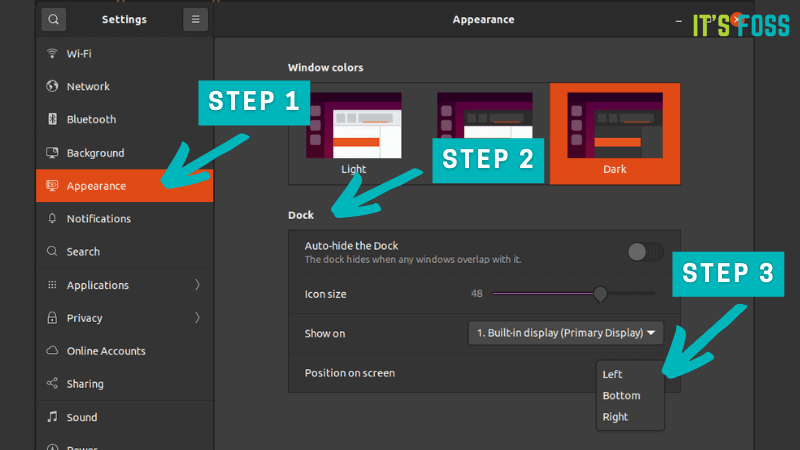 Settings
Appearance
IT'S FOSS
Wi-Fi
Network
Bluetooth
Background
Appearance
Notifications
Search
Applications
Privacy
Online Accounts
Sharing
Sound
Power
STEP 1
Window colors
Light
STEP 2
Dark
Dock
Auto-hide the Dock
The dock hides when any windows overlap with it.
Icon size
48
STEP 3
Show on
1. Built-in display (Primary Display)
Position on screen
Left
Bottom
Right